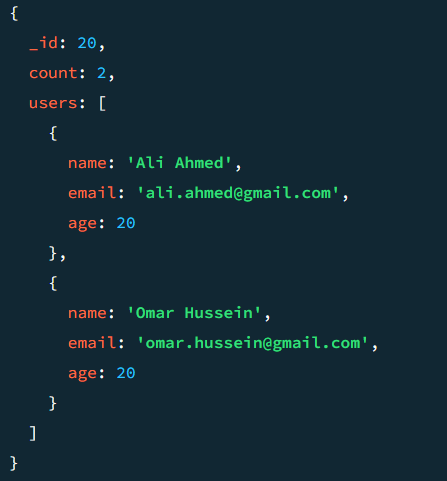 {
  _id: 20,
  count: 2,
  users: [
    {
      name: 'Ali Ahmed',
      email: 'ali.ahmed@gmail.com',
      age: 20
    },
    {
      name: 'Omar Hussein',
      email: 'omar.hussein@gmail.com',
      age: 20
    }
  ]
}